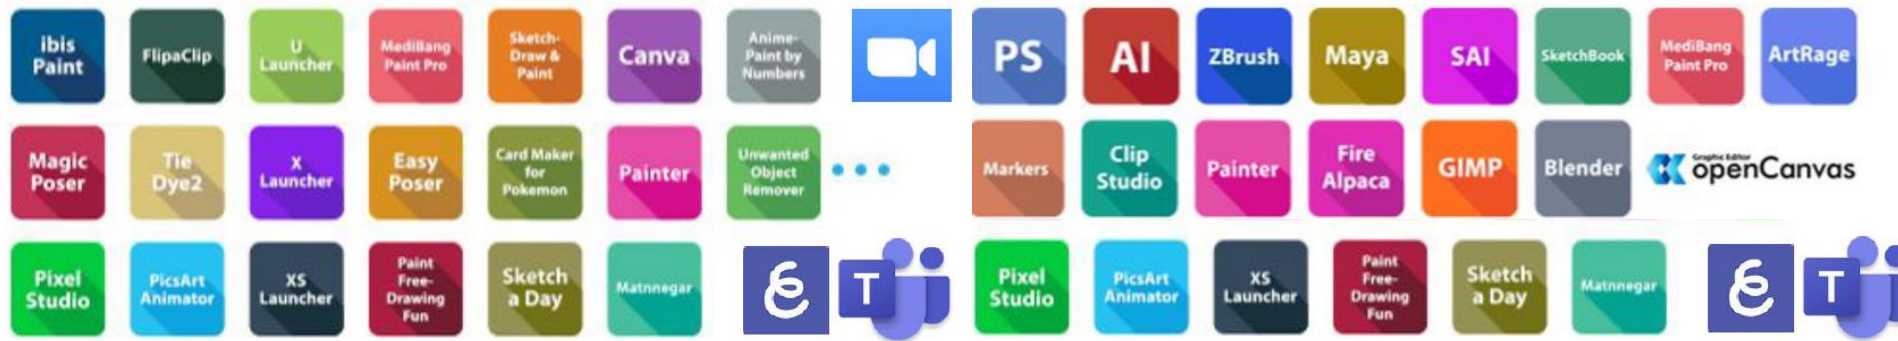 ibis
Paint
FlipaClip
U
Launcher
MediBang
Paint Pro
Sketch-
Draw &
Paint
Canva
Anime-
Paint by
Numbers
PS
AI
ZBrush
Maya
SAI
SketchBook
MediBang
Paint Pro
ArtRage
Magic
Poser
Tie
Dye2
X
Launcher
Easy
Poser
Card Maker
for
Pokemon
Painter
Unwanted
Object
Remover
Markers
Clip
Studio
Painter
Fire
Alpaca
GIMP
Blender
Graphic Editor
openCanvas
Pixel
Studio
PicsArt
Animator
XS
Launcher
Paint
Free-
Drawing
Fun
Sketch
a Day
Matnnegar
T
Pixel
Studio
PicsArt
Animator
XS
Launcher
Paint
Free-
Drawing
Fun
Sketch
a Day
Matnnegar
T